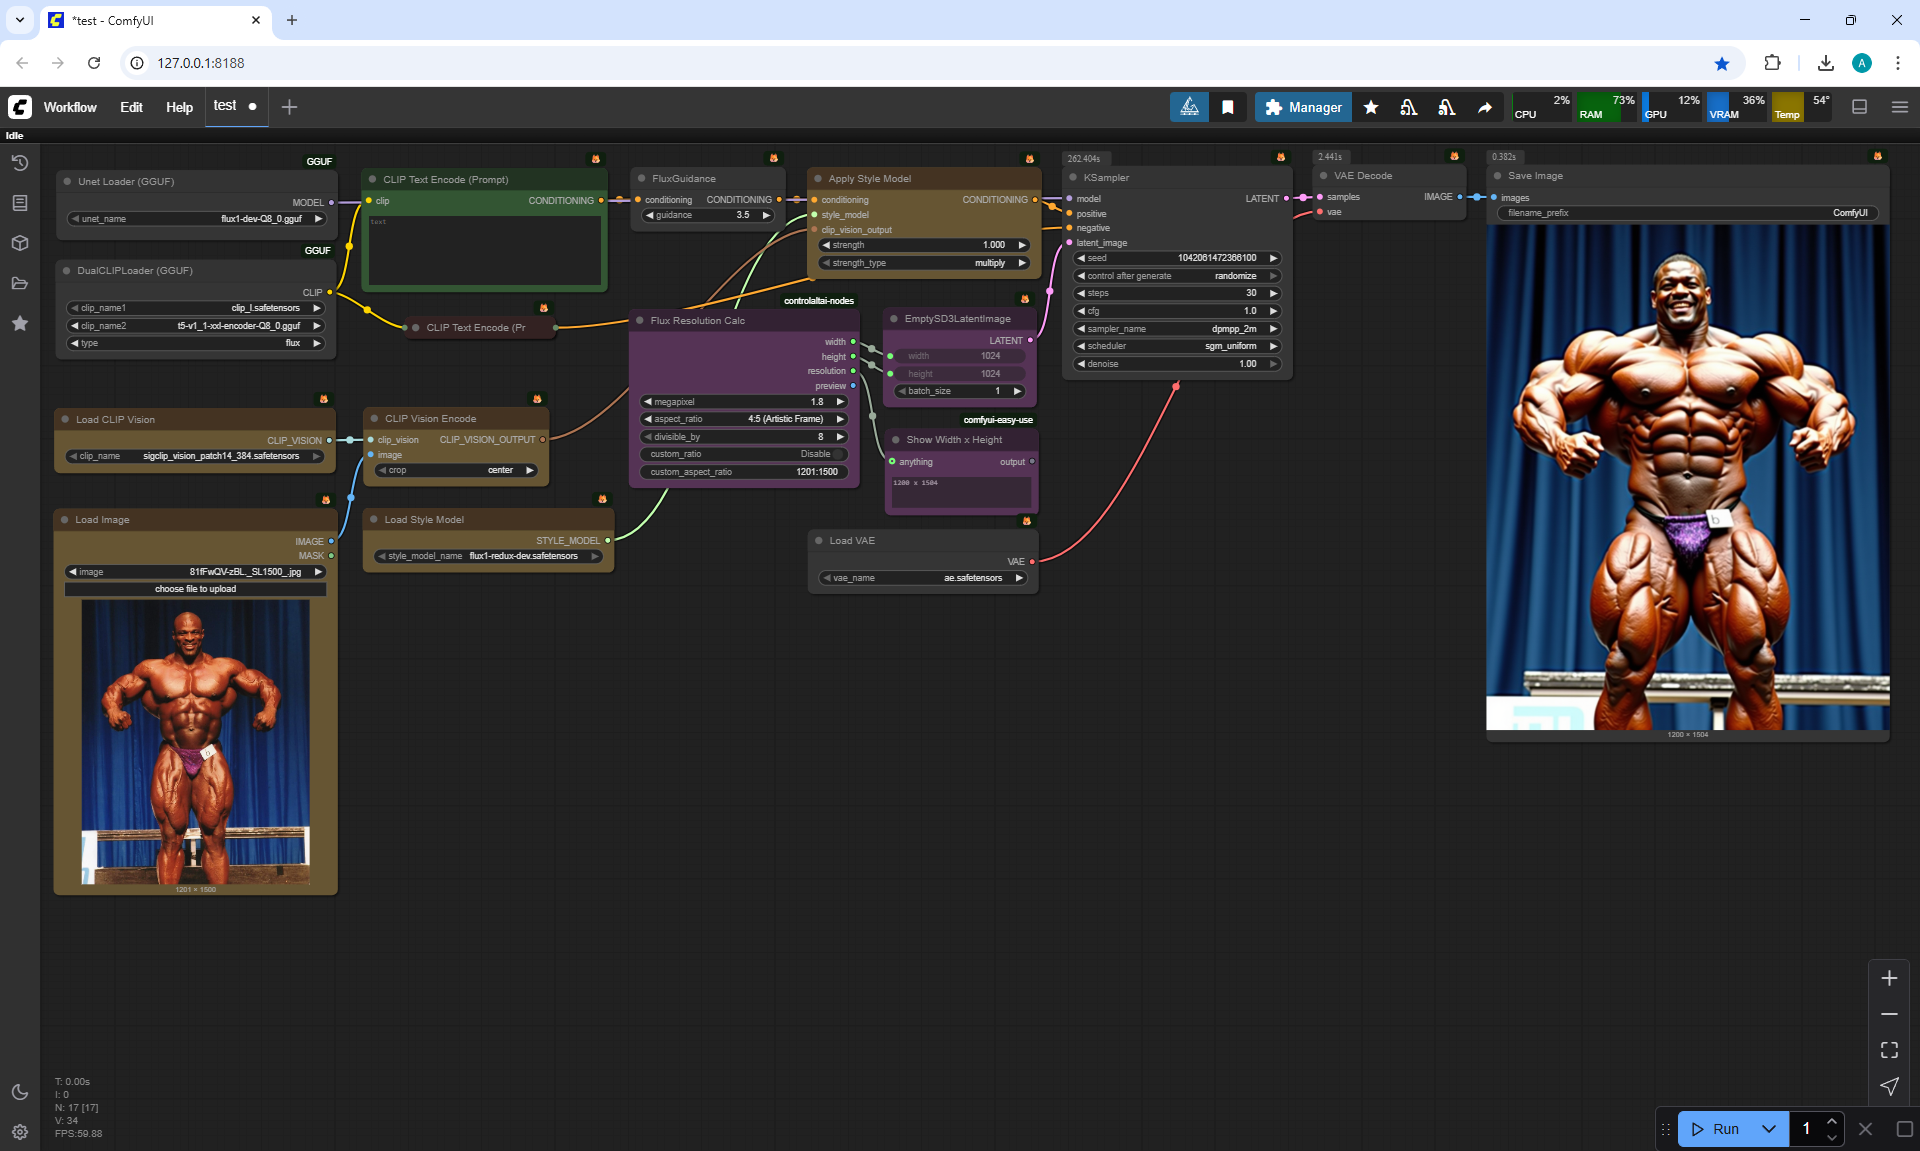 *test - ComfyUI
127.0.0.1:8188
A
Workflow
Edit
Help
test
Manager
CPU 2%
RAM 73%
GPU 12%
VRAM 36%
Temp 54°
Idle
GGUF
Unet Loader (GGUF)
MODEL
unet_name flux1-dev-Q8_0.gguf
GGUF
DualCLIPLoader (GGUF)
CLIP
clip_name1 clip_l.safetensors
clip_name2 t5-v1_1-xxl-encoder-Q8_0.gguf
type flux
CLIP Text Encode (Prompt)
clip CONDITIONING
text
CLIP Text Encode (Pr
FluxGuidance
conditioning CONDITIONING
guidance 3.5
Apply Style Model
conditioning CONDITIONING
style_model
clip_vision_output
strength 1.000
strength_type multiply
262.404s
KSampler
model LATENT
positive
negative
latent_image
seed 1042061472366100
control after generate randomize
steps 30
cfg 1.0
sampler_name dpmpp_2m
scheduler sgm_uniform
denoise 1.00
2.441s
VAE Decode
samples IMAGE
vae
0.382s
Save Image
images
filename_prefix ComfyUI
b
1200 × 1504
controlaltai-nodes
Flux Resolution Calc
width
height
resolution
preview
megapixel 1.8
aspect_ratio 4:5 (Artistic Frame)
divisible_by 8
custom_ratio Disable
custom_aspect_ratio 1201:1500
EmptySD3LatentImage
LATENT
width 1024
height 1024
batch_size 1
comfyui-easy-use
Show Width x Height
anything output
1200 x 1504
Load VAE
VAE
vae_name ae.safetensors
Load CLIP Vision
CLIP_VISION
clip_name sigclip_vision_patch14_384.safetensors
CLIP Vision Encode
clip_vision CLIP_VISION_OUTPUT
image
crop center
Load Style Model
STYLE_MODEL
style_model_name flux1-redux-dev.safetensors
Load Image
IMAGE
MASK
image 81fFwQV-zBL._SL1500_.jpg
choose file to upload
1201 × 1500
T: 0.00s
I: 0
N: 17 [17]
V: 34
FPS:59.88
Run
1